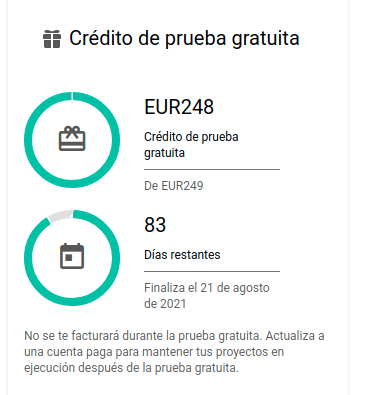 Crédito de prueba gratuita
EUR248
Crédito de prueba
gratuita
De EUR249
83
Días restantes
Finaliza el 21 de agosto
de 2021
No se te facturará durante la prueba gratuita. Actualiza a
una cuenta paga para mantener tus proyectos en
ejecución después de la prueba gratuita.